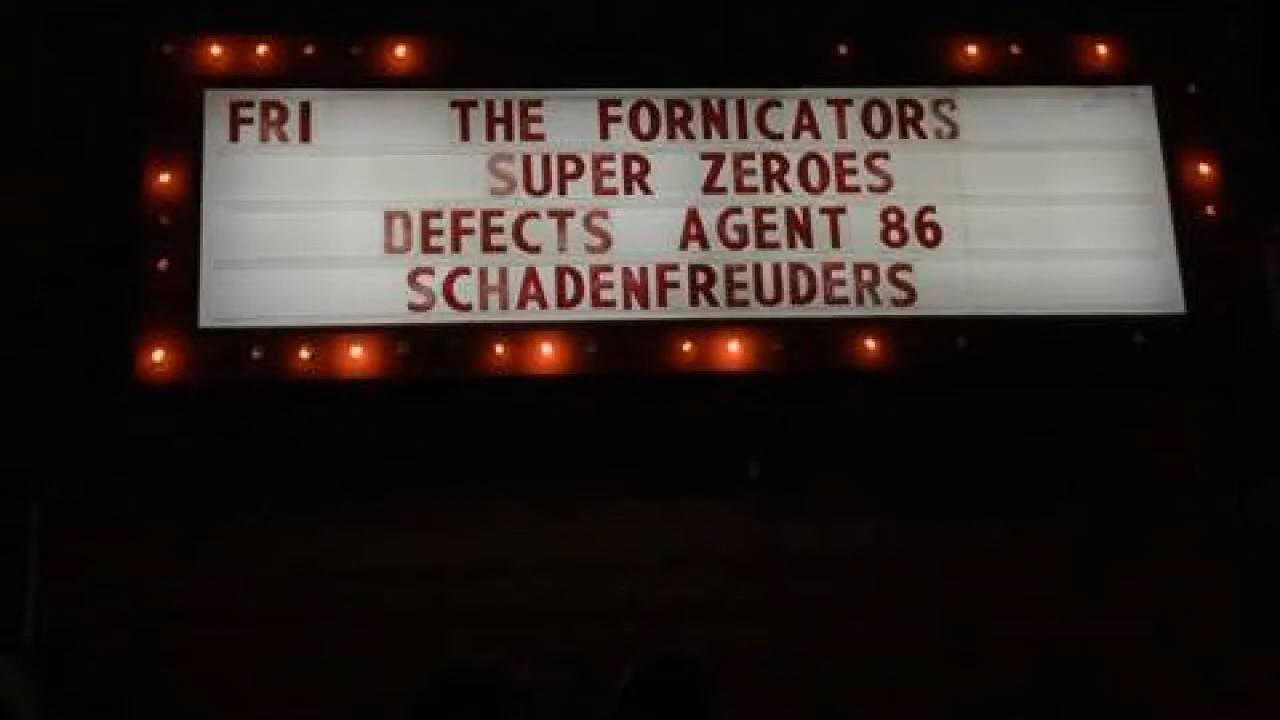 FRI THE FORNICATORS
SUPER ZEROES
DEFECTS AGENT 86
SCHADENFREUDERS